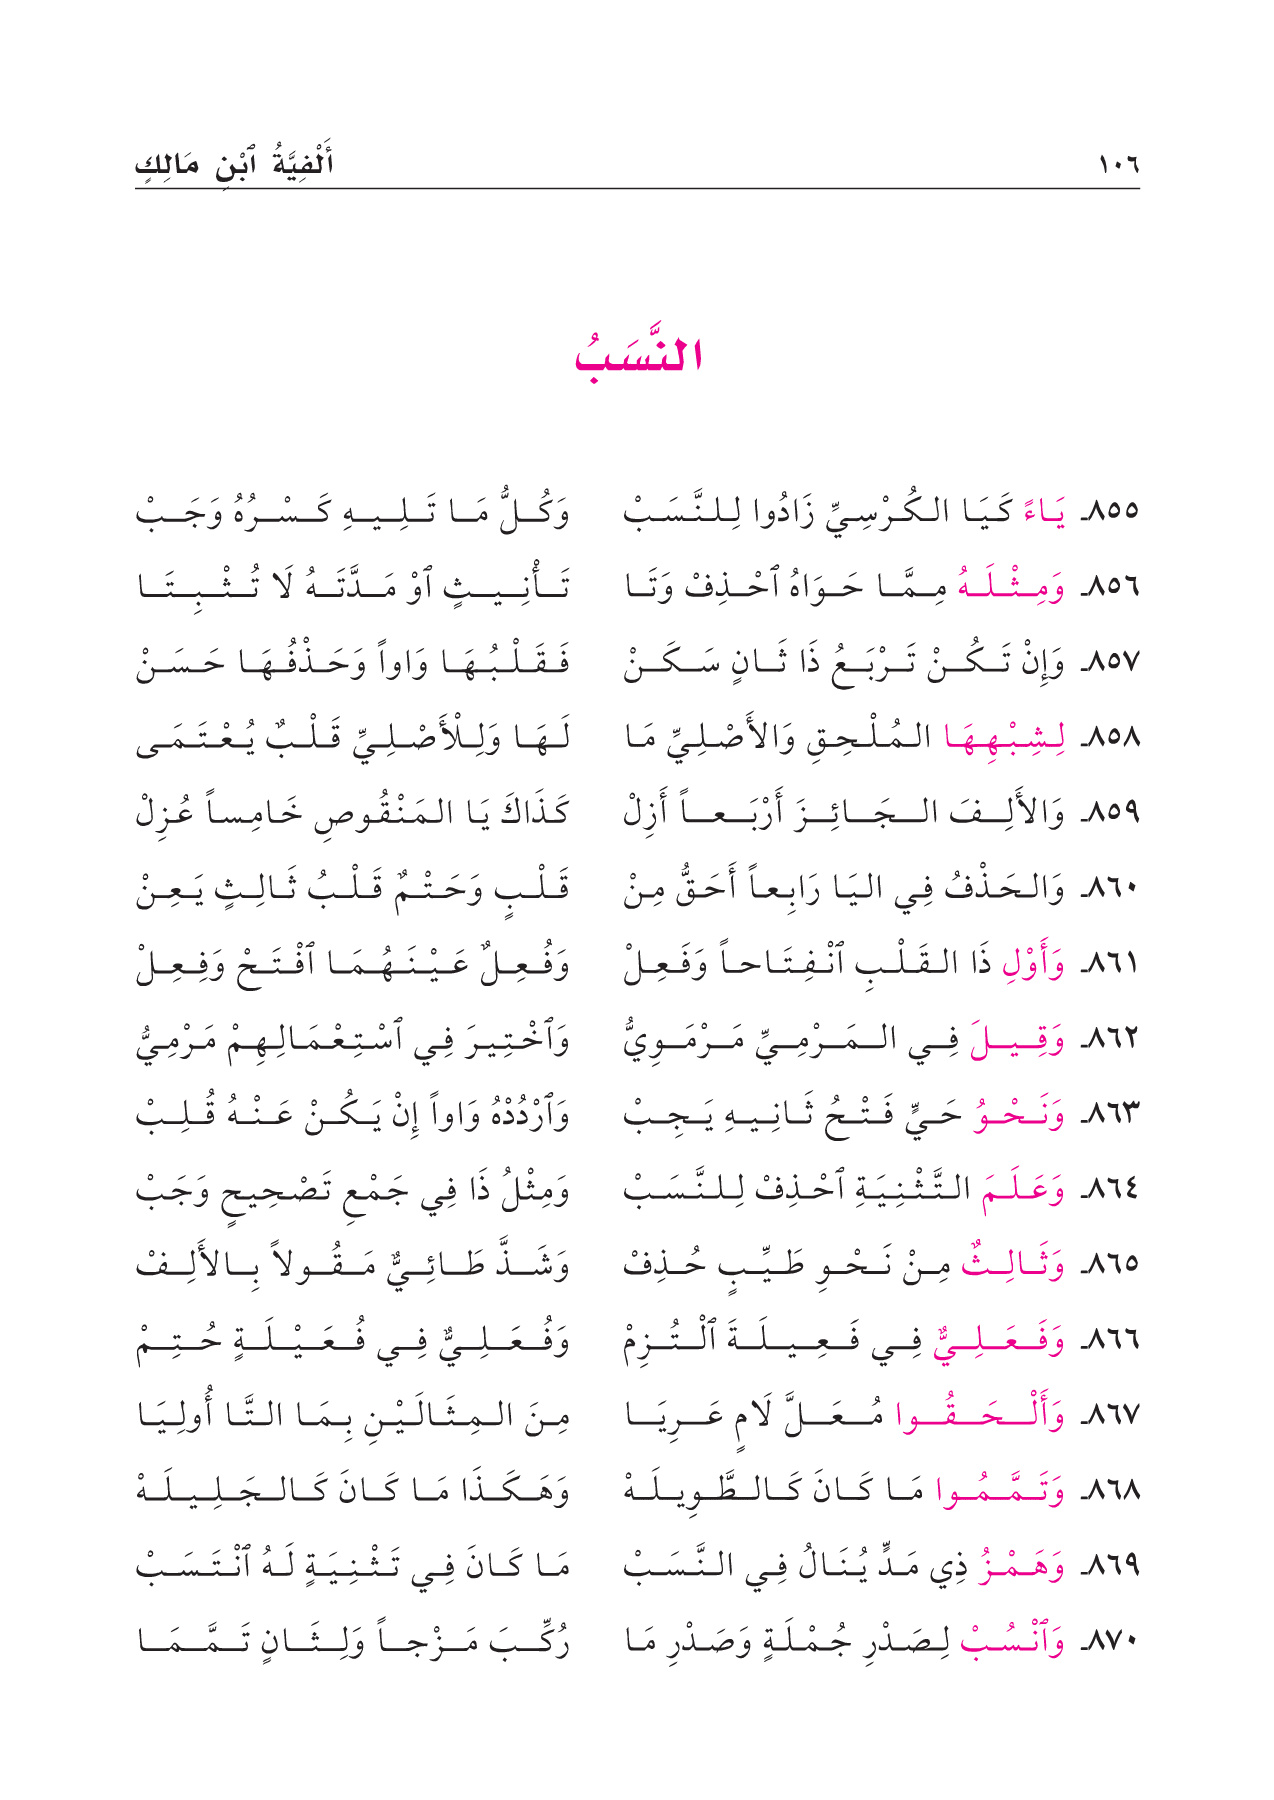 ١٠٦ أَلْفِيَّةُ ٱبْنِ مَالِكٍ
النَّسَبُ
٨٥٥ـ يَاءً كَيَا الكُرْسِيِّ زَادُوا لِلنَّسَبْ وَكُلُّ مَا تَلِيهِ كَسْرُهُ وَجَبْ
٨٥٦ـ وَمِثْلَهُ مِمَّا حَوَاهُ ٱحْذِفْ وَتَا تَأْنِيثٍ ٱوْ مَدَّتَهُ لَا تُثْبِتَا
٨٥٧ـ وَإِنْ تَكُنْ تَرْبَعُ ذَا ثَانٍ سَكَنْ فَقَلْبُهَا وَاواً وَحَذْفُهَا حَسَنْ
٨٥٨ـ لِشِبْهِهَا المُلْحِقِ وَالأَصْلِيِّ مَا لَهَا وَلِلْأَصْلِيِّ قَلْبٌ يُعْتَمَى
٨٥٩ـ وَالأَلِفَ الجَائِزَ أَرْبَعاً أَزِلْ كَذَاكَ يَا المَنْقُوصِ خَامِساً عُزِلْ
٨٦٠ـ وَالحَذْفُ فِي اليَا رَابِعاً أَحَقُّ مِنْ قَلْبٍ وَحَتْمٌ قَلْبُ ثَالِثٍ يَعِنْ
٨٦١ـ وَأَوْلِ ذَا القَلْبِ ٱنْفِتَاحاً وَفَعِلْ وَفُعِلٌ عَيْنَهُمَا ٱفْتَحْ وَفِعِلْ
٨٦٢ـ وَقِيلَ فِي المَرْمِيِّ مَرْمَوِيُّ وَٱخْتِيرَ فِي ٱسْتِعْمَالِهِمْ مَرْمِيُّ
٨٦٣ـ وَنَحْوُ حَيٍّ فَتْحُ ثَانِيهِ يَجِبْ وَٱرْدُدْهُ وَاواً إِنْ يَكُنْ عَنْهُ قُلِبْ
٨٦٤ـ وَعَلَمَ التَّثْنِيَةِ ٱحْذِفْ لِلنَّسَبْ وَمِثْلُ ذَا فِي جَمْعِ تَصْحِيحٍ وَجَبْ
٨٦٥ـ وَثَالِثٌ مِنْ نَحْوِ طَيِّبٍ حُذِفْ وَشَذَّ طَائِيٌّ مَقُولاً بِالأَلِفْ
٨٦٦ـ وَفَعَلِيٌّ فِي فَعِيلَةَ ٱلْتُزِمْ وَفُعَلِيٌّ فِي فُعَيْلَةٍ حُتِمْ
٨٦٧ـ وَأَلْحَقُوا مُعَلَّ لَامٍ عَرِيَا مِنَ المِثَالَيْنِ بِمَا التَّا أُولِيَا
٨٦٨ـ وَتَمَّمُوا مَا كَانَ كَالطَّوِيلَهْ وَهَكَذَا مَا كَانَ كَالجَلِيلَهْ
٨٦٩ـ وَهَمْزُ ذِي مَدٍّ يُنَالُ فِي النَّسَبْ مَا كَانَ فِي تَثْنِيَةٍ لَهُ ٱنْتَسَبْ
٨٧٠ـ وَٱنْسُبْ لِصَدْرِ جُمْلَةٍ وَصَدْرِ مَا رُكِّبَ مَزْجاً وَلِثَانٍ تَمَّمَا